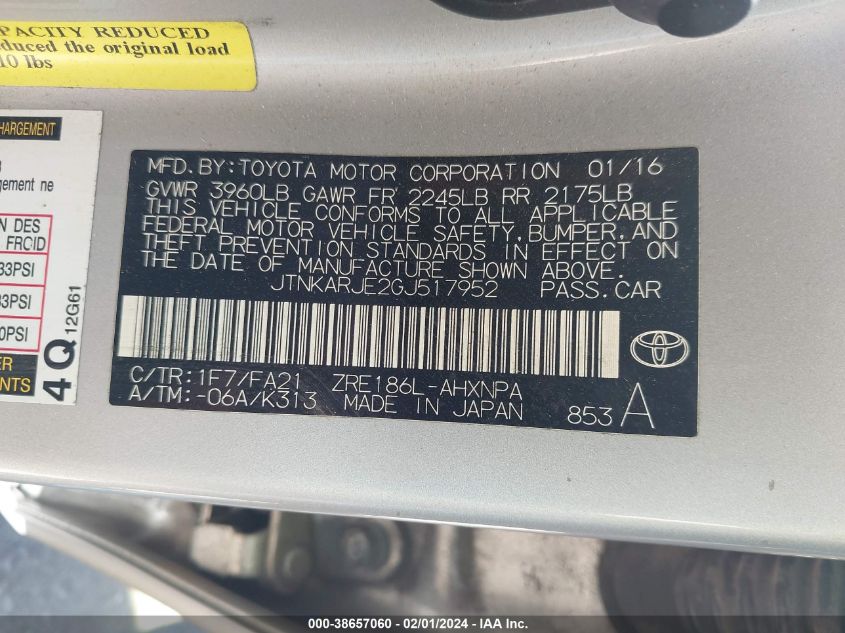 PACITY REDUCED
duced the original load
10 lbs
HARGEMENT
gement ne
N DES
FROID
33PSI
33PSI
0PSI
4Q 12G61
MFD.BY:TOYOTA MOTOR CORPORATION 01/16
GVWR 3960LB GAWR FR 2245LB RR 2175LB
THIS VEHICLE CONFORMS TO ALL APPLICABLE
FEDERAL MOTOR VEHICLE SAFETY,BUMPER,AND
THEFT PREVENTION STANDARDS IN EFFECT ON
THE DATE OF MANUFACTURE SHOWN ABOVE.
JTNKARJE2GJ517952 PASS.CAR
C/TR:1F7/FA21 ZRE186L-AHXNPA
A/TM:-06A/K313 MADE IN JAPAN 853 A
000-38657060 - 02/01/2024 - IAA Inc.